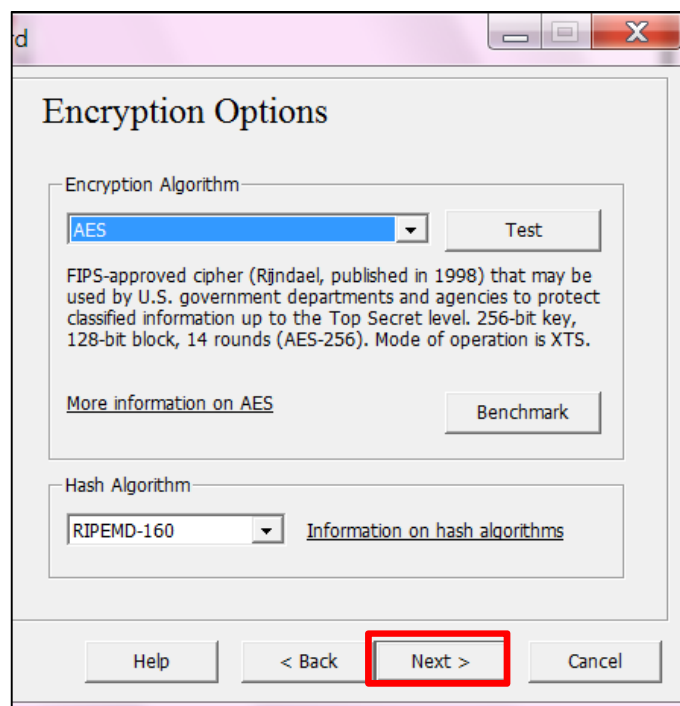 rd
Encryption Options
Encryption Algorithm
AES
Test
FIPS-approved cipher (Rijndael, published in 1998) that may be
used by U.S. government departments and agencies to protect
classified information up to the Top Secret level. 256-bit key,
128-bit block, 14 rounds (AES-256). Mode of operation is XTS.
More information on AES
Benchmark
Hash Algorithm
RIPEMD-160
Information on hash algorithms
Help
< Back
Next >
Cancel